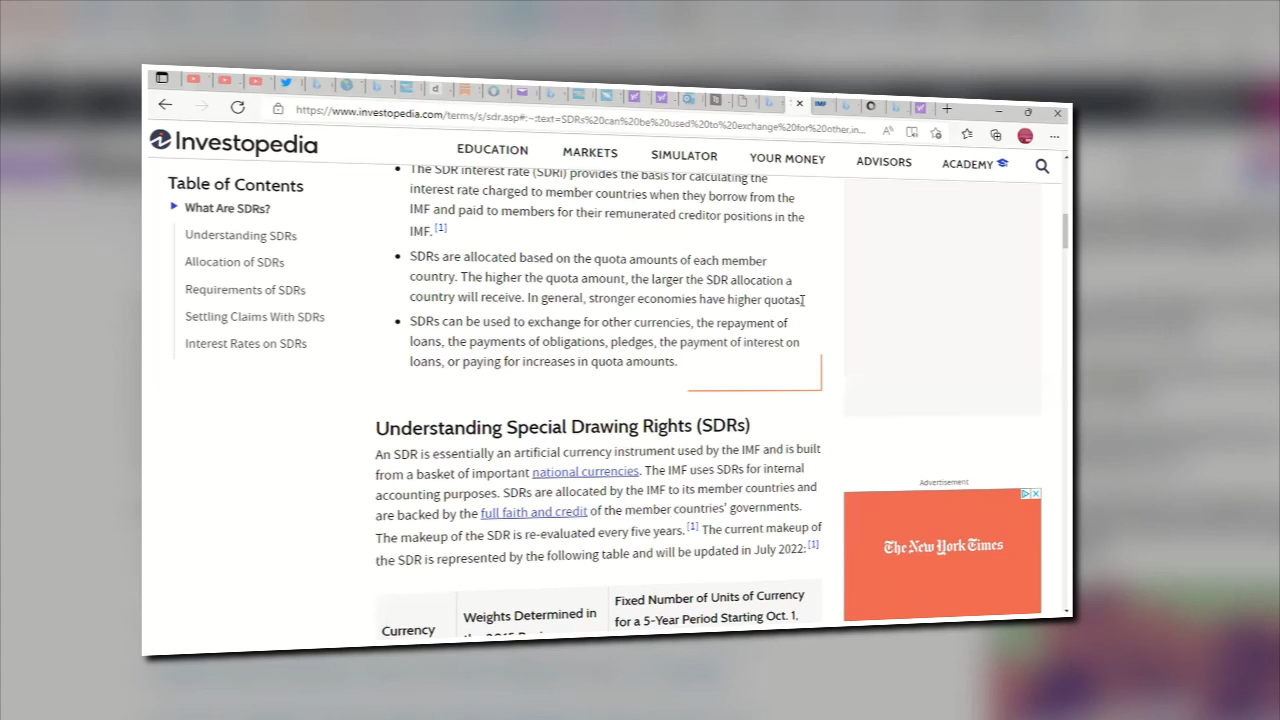 https://www.investopedia.com/terms/s/sdr.asp#:~:text=SDRs%20can%20be%20used%20to%20exchange%20for%20other,in...
Investopedia
EDUCATION
MARKETS
SIMULATOR
YOUR MONEY
ADVISORS
ACADEMY
Table of Contents
What Are SDRs?
Understanding SDRs
Allocation of SDRs
Requirements of SDRs
Settling Claims With SDRs
Interest Rates on SDRs
The SDR interest rate (SDRI) provides the basis for calculating the
interest rate charged to member countries when they borrow from the
IMF and paid to members for their remunerated creditor positions in the
IMF. [1]
SDRs are allocated based on the quota amounts of each member
country. The higher the quota amount, the larger the SDR allocation a
country will receive. In general, stronger economies have higher quotas.
SDRs can be used to exchange for other currencies, the repayment of
loans, the payments of obligations, pledges, the payment of interest on
loans, or paying for increases in quota amounts.
Understanding Special Drawing Rights (SDRs)
An SDR is essentially an artificial currency instrument used by the IMF and is built
from a basket of important national currencies. The IMF uses SDRs for internal
accounting purposes. SDRs are allocated by the IMF to its member countries and
are backed by the full faith and credit of the member countries' governments.
The makeup of the SDR is re-evaluated every five years. [1] The current makeup of
the SDR is represented by the following table and will be updated in July 2022: [1]
Currency
Weights Determined in
Fixed Number of Units of Currency
for a 5-Year Period Starting Oct. 1,
Advertisement
The New York Times